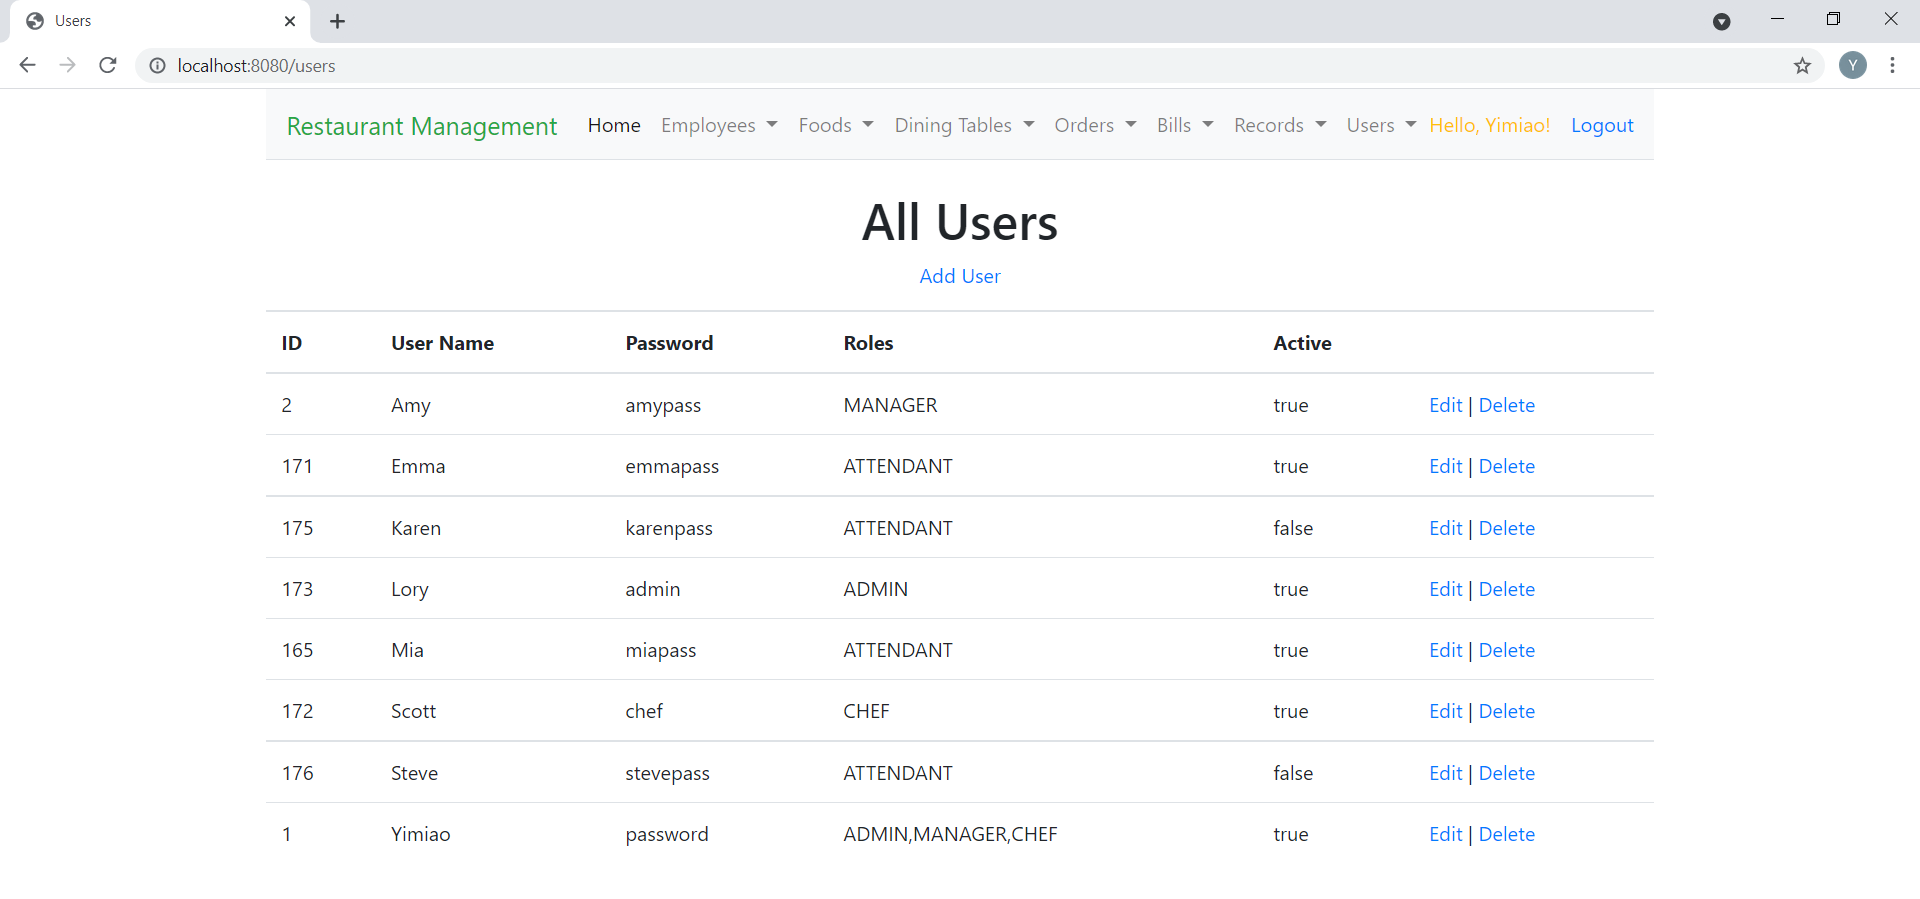 Users
localhost:8080/users
Y
Restaurant Management Home Employees Foods Dining Tables Orders Bills Records Users Hello, Yimiao! Logout
All Users
Add User
ID User Name Password Roles Active
2 Amy amypass MANAGER true Edit | Delete
171 Emma emmapass ATTENDANT true Edit | Delete
175 Karen karenpass ATTENDANT false Edit | Delete
173 Lory admin ADMIN true Edit | Delete
165 Mia miapass ATTENDANT true Edit | Delete
172 Scott chef CHEF true Edit | Delete
176 Steve stevepass ATTENDANT false Edit | Delete
1 Yimiao password ADMIN,MANAGER,CHEF true Edit | Delete